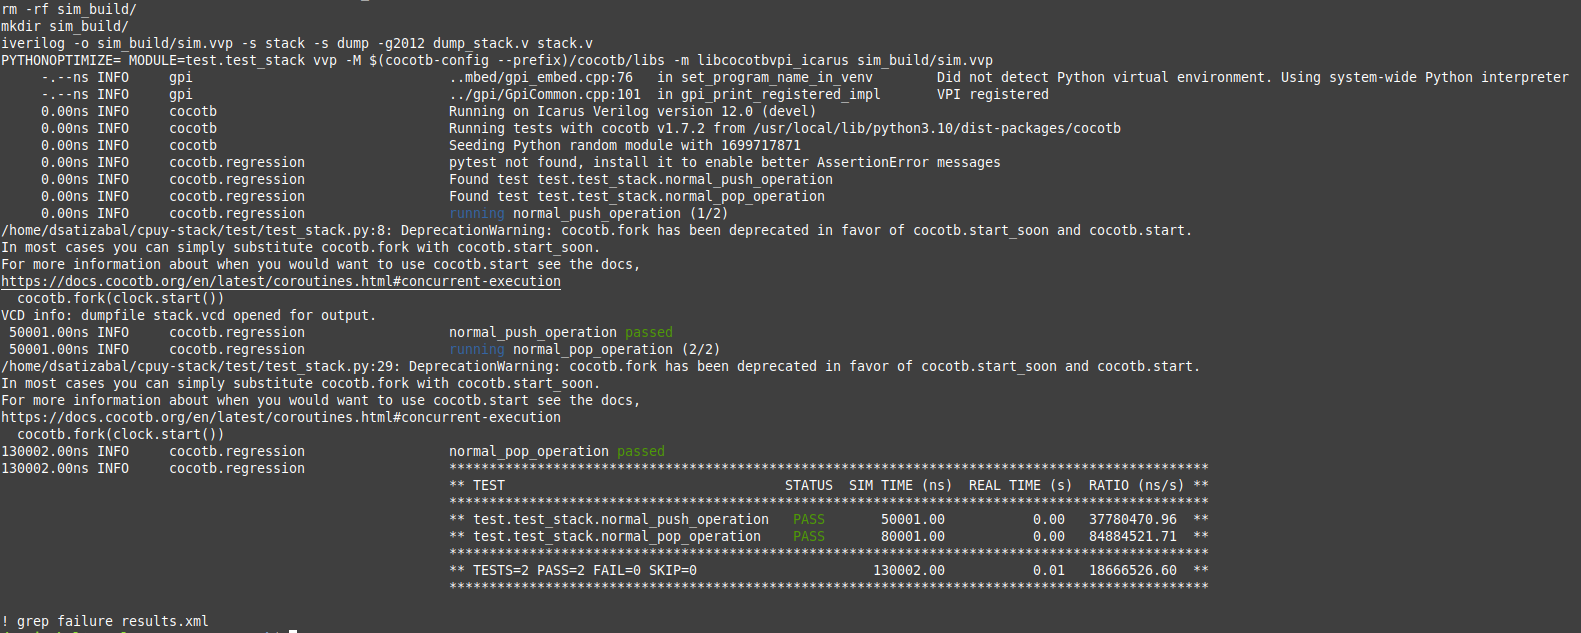 rm -rf sim_build/
mkdir sim_build/
iverilog -o sim_build/sim.vvp -s stack -s dump -g2012 dump_stack.v stack.v
PYTHONOPTIMIZE= MODULE=test.test_stack vvp -M $(cocotb-config --prefix)/cocotb/libs -m libcocotbvpi_icarus sim_build/sim.vvp
     -.--ns INFO     gpi                                ..mbed/gpi_embed.cpp:76   in set_program_name_in_venv        Did not detect Python virtual environment. Using system-wide Python interpreter
     -.--ns INFO     gpi                                ../gpi/GpiCommon.cpp:101  in gpi_print_registered_impl       VPI registered
     0.00ns INFO     cocotb                             Running on Icarus Verilog version 12.0 (devel)
     0.00ns INFO     cocotb                             Running tests with cocotb v1.7.2 from /usr/local/lib/python3.10/dist-packages/cocotb
     0.00ns INFO     cocotb                             Seeding Python random module with 1699717871
     0.00ns INFO     cocotb.regression                  pytest not found, install it to enable better AssertionError messages
     0.00ns INFO     cocotb.regression                  Found test test.test_stack.normal_push_operation
     0.00ns INFO     cocotb.regression                  Found test test.test_stack.normal_pop_operation
     0.00ns INFO     cocotb.regression                  running normal_push_operation (1/2)
/home/dsatizabal/cpuy-stack/test/test_stack.py:8: DeprecationWarning: cocotb.fork has been deprecated in favor of cocotb.start_soon and cocotb.start.
In most cases you can simply substitute cocotb.fork with cocotb.start_soon.
For more information about when you would want to use cocotb.start see the docs,
https://docs.cocotb.org/en/latest/coroutines.html#concurrent-execution
  cocotb.fork(clock.start())
VCD info: dumpfile stack.vcd opened for output.
 50001.00ns INFO     cocotb.regression                  normal_push_operation passed
 50001.00ns INFO     cocotb.regression                  running normal_pop_operation (2/2)
/home/dsatizabal/cpuy-stack/test/test_stack.py:29: DeprecationWarning: cocotb.fork has been deprecated in favor of cocotb.start_soon and cocotb.start.
In most cases you can simply substitute cocotb.fork with cocotb.start_soon.
For more information about when you would want to use cocotb.start see the docs,
https://docs.cocotb.org/en/latest/coroutines.html#concurrent-execution
  cocotb.fork(clock.start())
130002.00ns INFO     cocotb.regression                  normal_pop_operation passed
130002.00ns INFO     cocotb.regression                  ***********************************************************************************************
                                                        ** TEST                                   STATUS  SIM TIME (ns)  REAL TIME (s)  RATIO (ns/s) **
                                                        ***********************************************************************************************
                                                        ** test.test_stack.normal_push_operation   PASS       50001.00           0.00   37780470.96  **
                                                        ** test.test_stack.normal_pop_operation    PASS       80001.00           0.00   84884521.71  **
                                                        ***********************************************************************************************
                                                        ** TESTS=2 PASS=2 FAIL=0 SKIP=0                      130002.00           0.01   18666526.60  **
                                                        ***********************************************************************************************
! grep failure results.xml